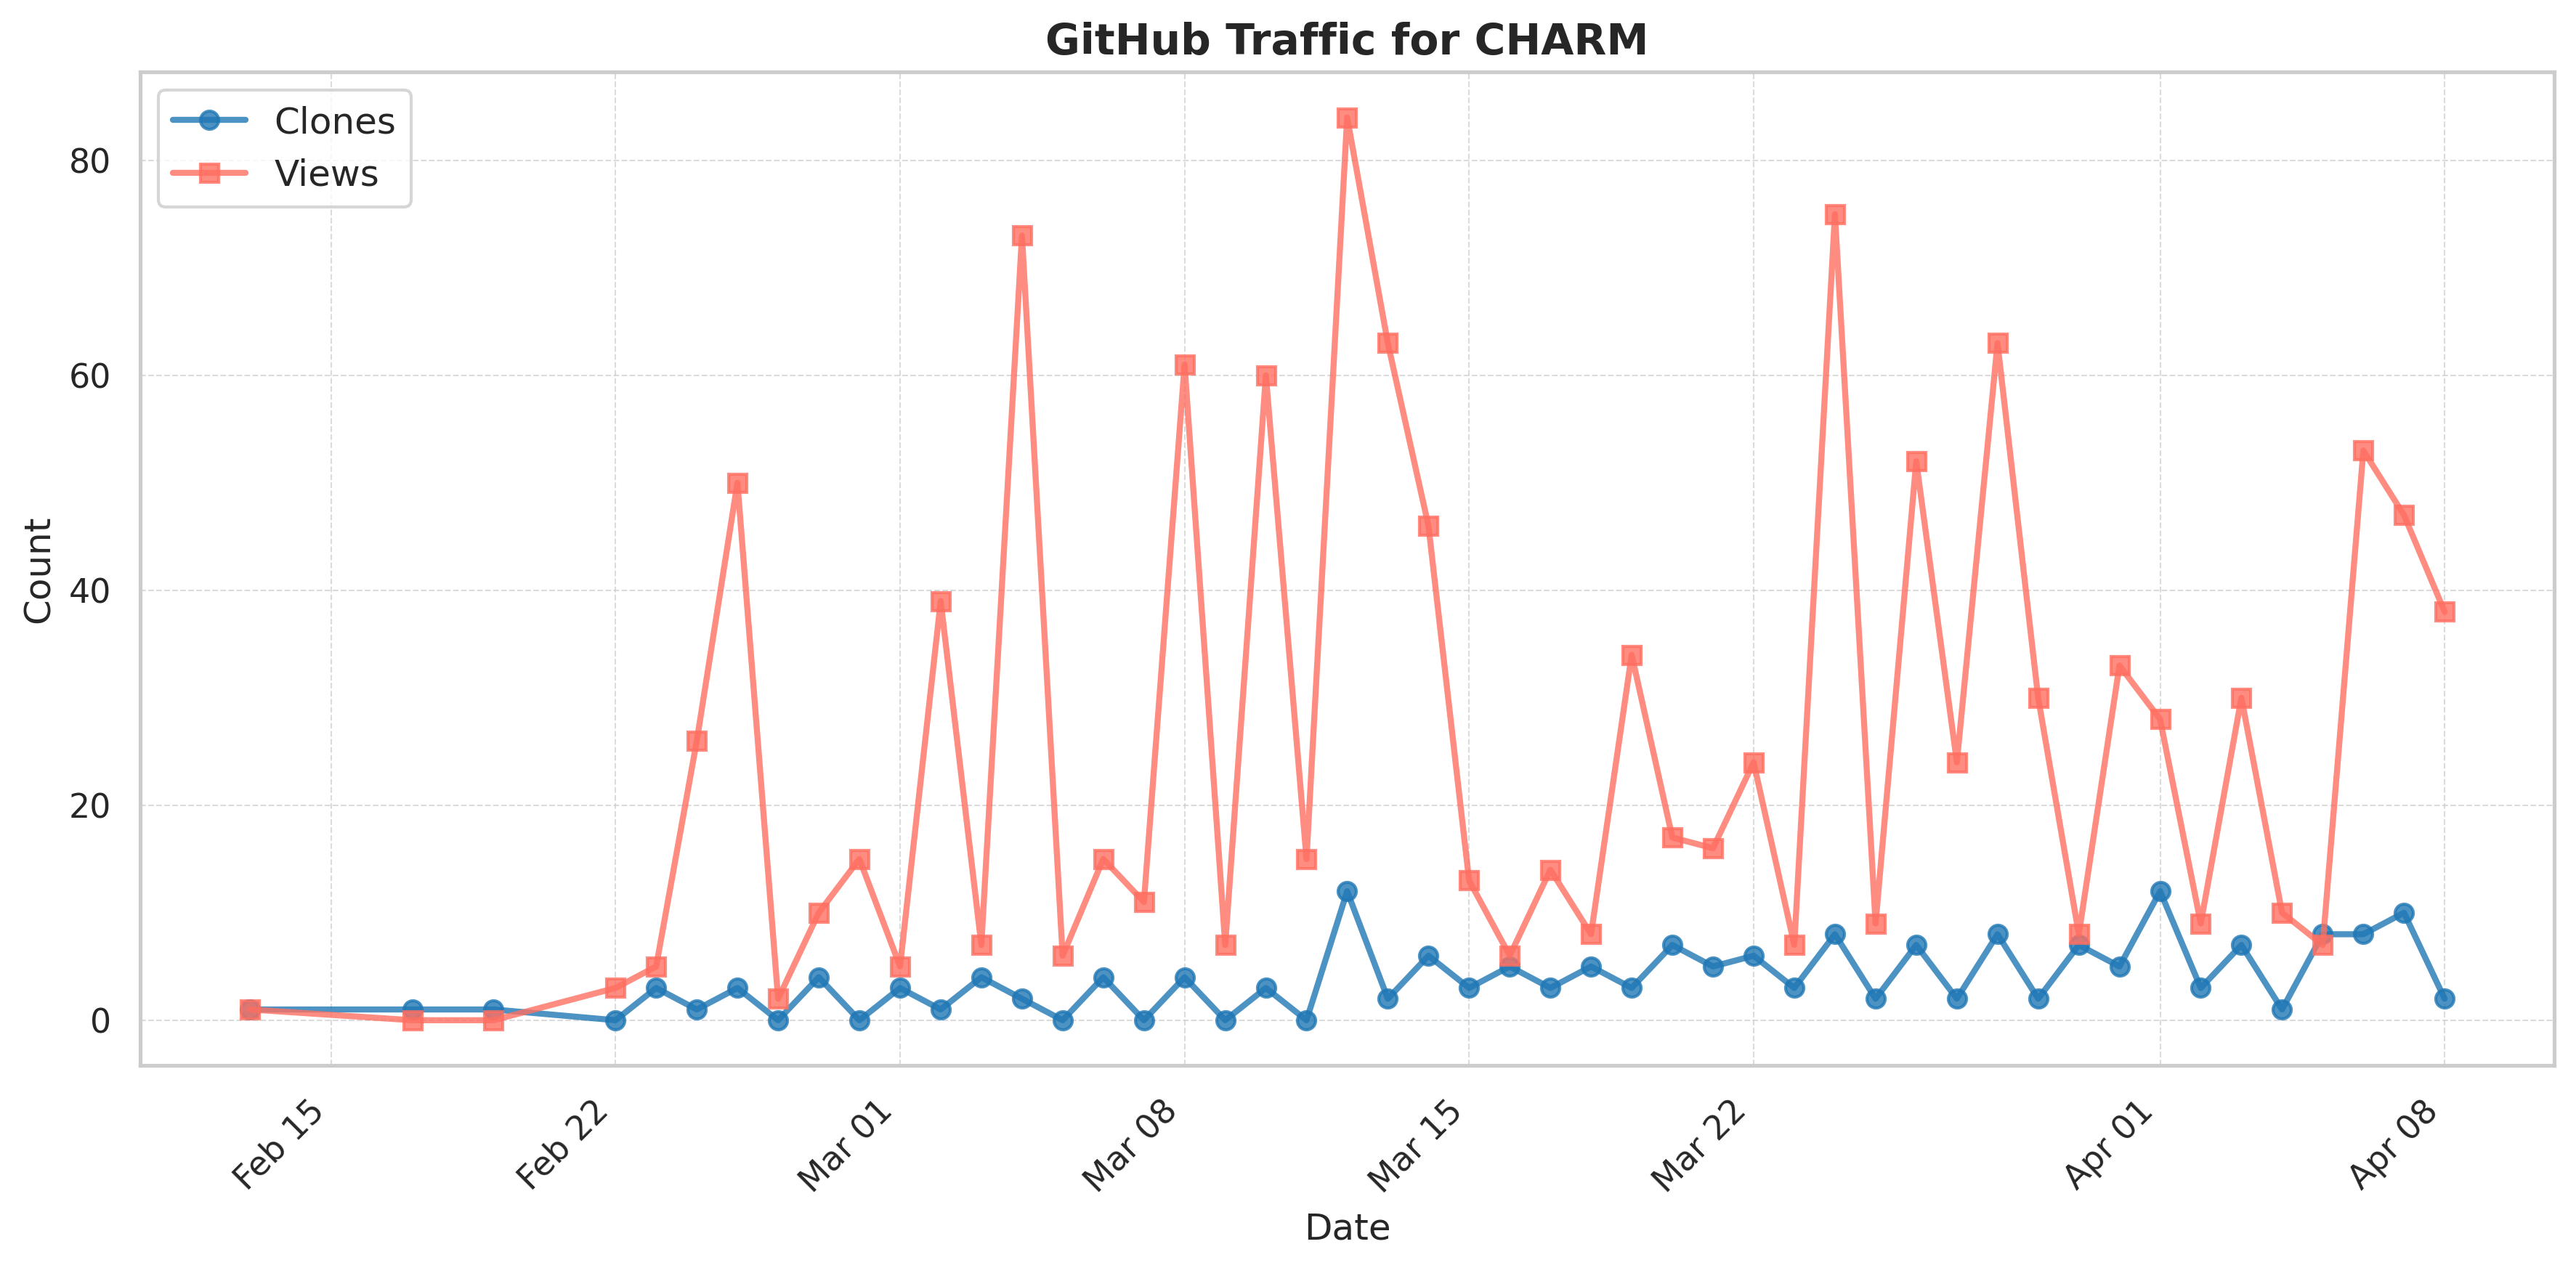 GitHub Traffic for CHARM
Clones
Views
80
60
40
20
0
Count
Feb 15
Feb 22
Mar 01
Mar 08
Mar 15
Mar 22
Apr 01
Apr 08
Date